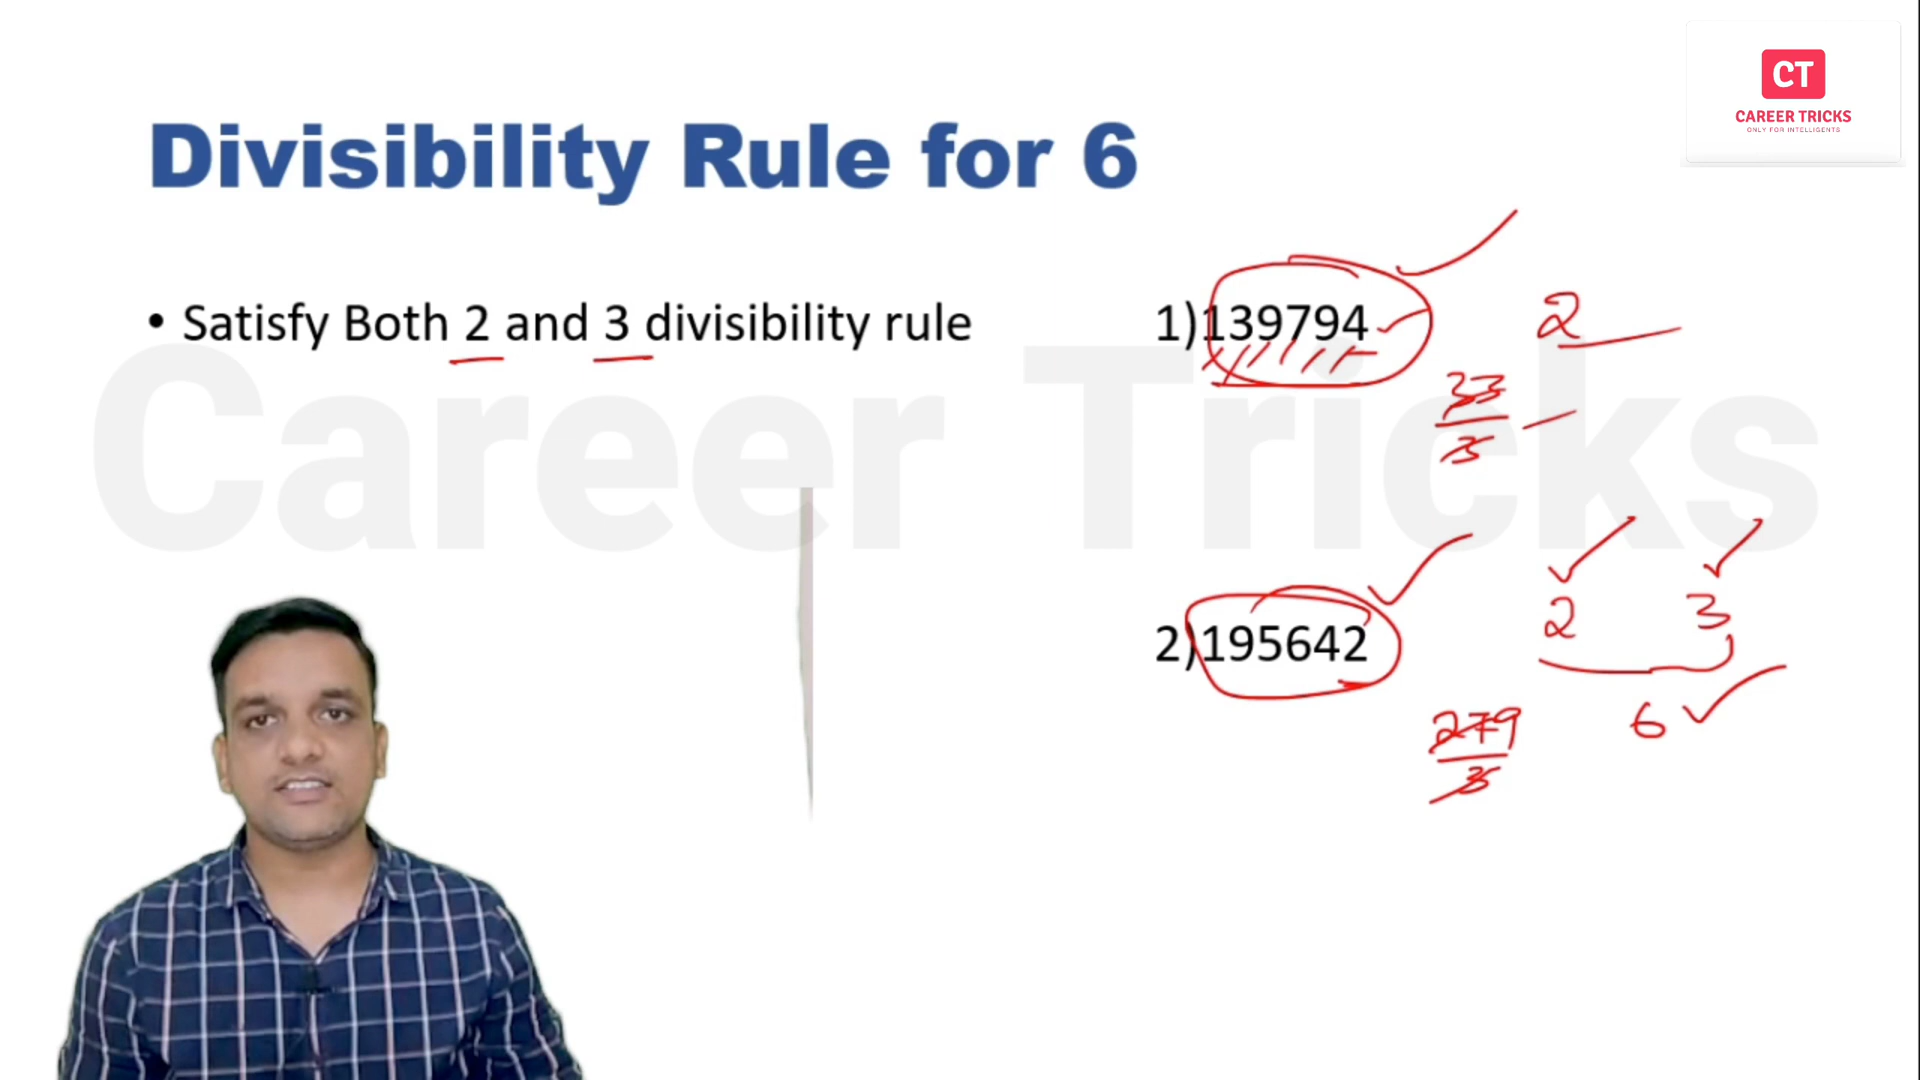 CT
CAREER TRICKS
ONLY FOR INTELLIGENTS
Divisibility Rule for 6
• Satisfy Both 2 and 3 divisibility rule
1)139794
2
33
3
Career Tricks
2 3
2)195642
6
279
3